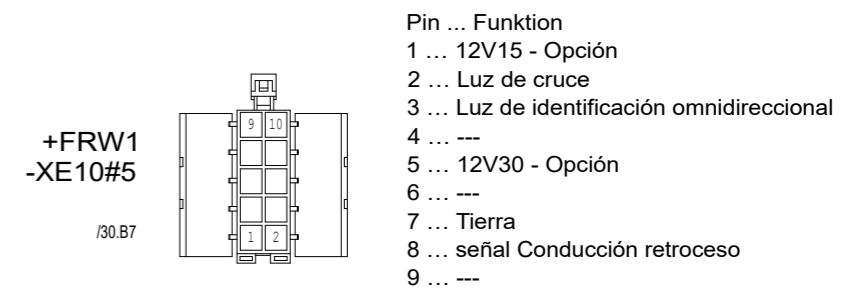 Pin ... Funktion
1 … 12V15 - Opción
2 … Luz de cruce
3 … Luz de identificación omnidireccional
4 … ---
5 … 12V30 - Opción
6 … ---
7 … Tierra
8 … señal Conducción retroceso
9 … ---
+FRW1
-XE10#5
/30.B7
9 10
1 2